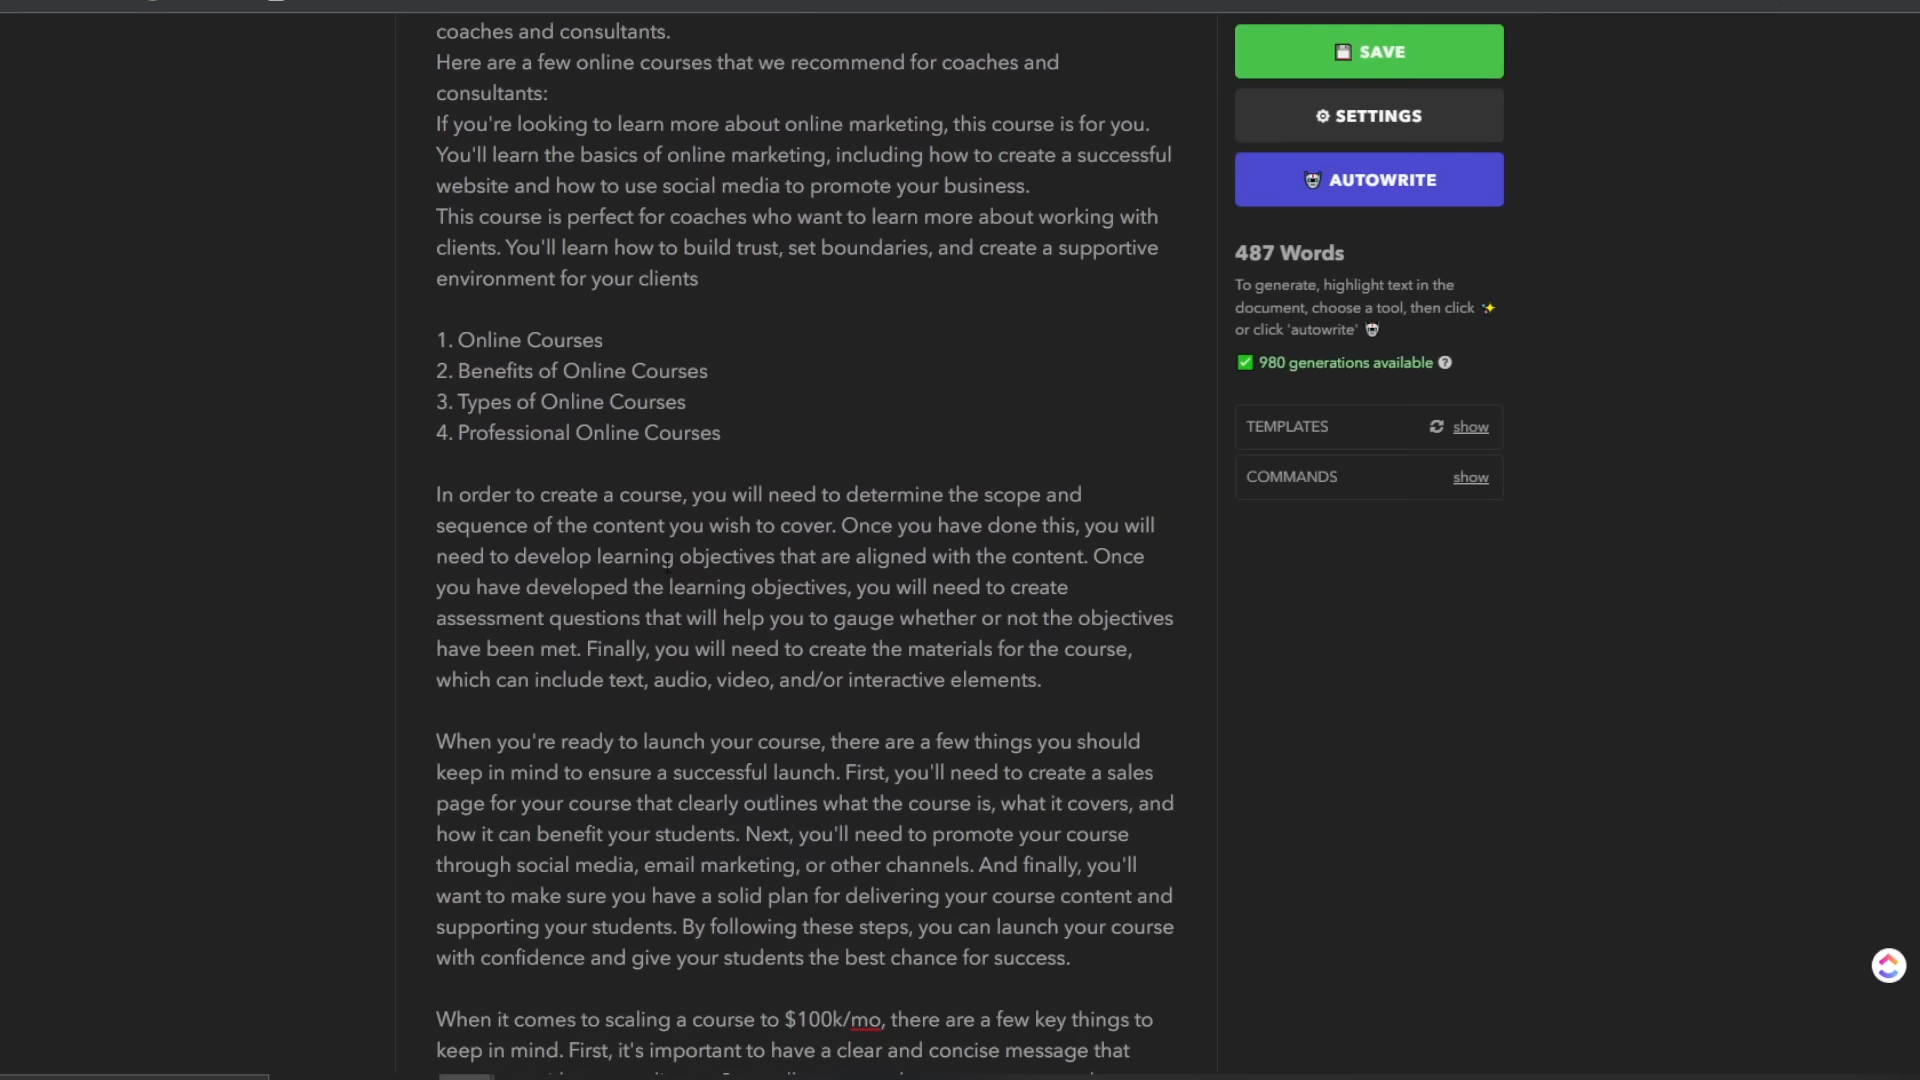 coaches and consultants.
Here are a few online courses that we recommend for coaches and
consultants:
If you're looking to learn more about online marketing, this course is for you.
You'll learn the basics of online marketing, including how to create a successful
website and how to use social media to promote your business.
This course is perfect for coaches who want to learn more about working with
clients. You'll learn how to build trust, set boundaries, and create a supportive
environment for your clients
1. Online Courses
2. Benefits of Online Courses
3. Types of Online Courses
4. Professional Online Courses
In order to create a course, you will need to determine the scope and
sequence of the content you wish to cover. Once you have done this, you will
need to develop learning objectives that are aligned with the content. Once
you have developed the learning objectives, you will need to create
assessment questions that will help you to gauge whether or not the objectives
have been met. Finally, you will need to create the materials for the course,
which can include text, audio, video, and/or interactive elements.
When you're ready to launch your course, there are a few things you should
keep in mind to ensure a successful launch. First, you'll need to create a sales
page for your course that clearly outlines what the course is, what it covers, and
how it can benefit your students. Next, you'll need to promote your course
through social media, email marketing, or other channels. And finally, you'll
want to make sure you have a solid plan for delivering your course content and
supporting your students. By following these steps, you can launch your course
with confidence and give your students the best chance for success.
When it comes to scaling a course to $100k/mo, there are a few key things to
keep in mind. First, it's important to have a clear and concise message that
SAVE
SETTINGS
AUTOWRITE
487 Words
To generate, highlight text in the
document, choose a tool, then click ✨
or click 'autowrite'
980 generations available
TEMPLATES show
COMMANDS show